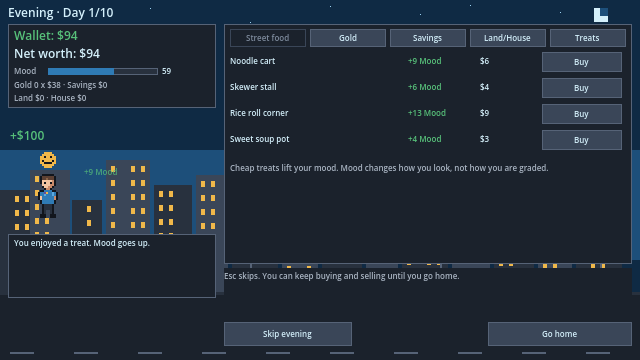 Evening · Day 1/10
Wallet: $94
Net worth: $94
Mood 59
Gold 0 x $38 · Savings $0
Land $0 · House $0
+$100
+9 Mood
You enjoyed a treat. Mood goes up.
Street food Gold Savings Land/House Treats
Noodle cart +9 Mood $6 Buy
Skewer stall +6 Mood $4 Buy
Rice roll corner +13 Mood $9 Buy
Sweet soup pot +4 Mood $3 Buy
Cheap treats lift your mood. Mood changes how you look, not how you are graded.
Esc skips. You can keep buying and selling until you go home.
Skip evening Go home